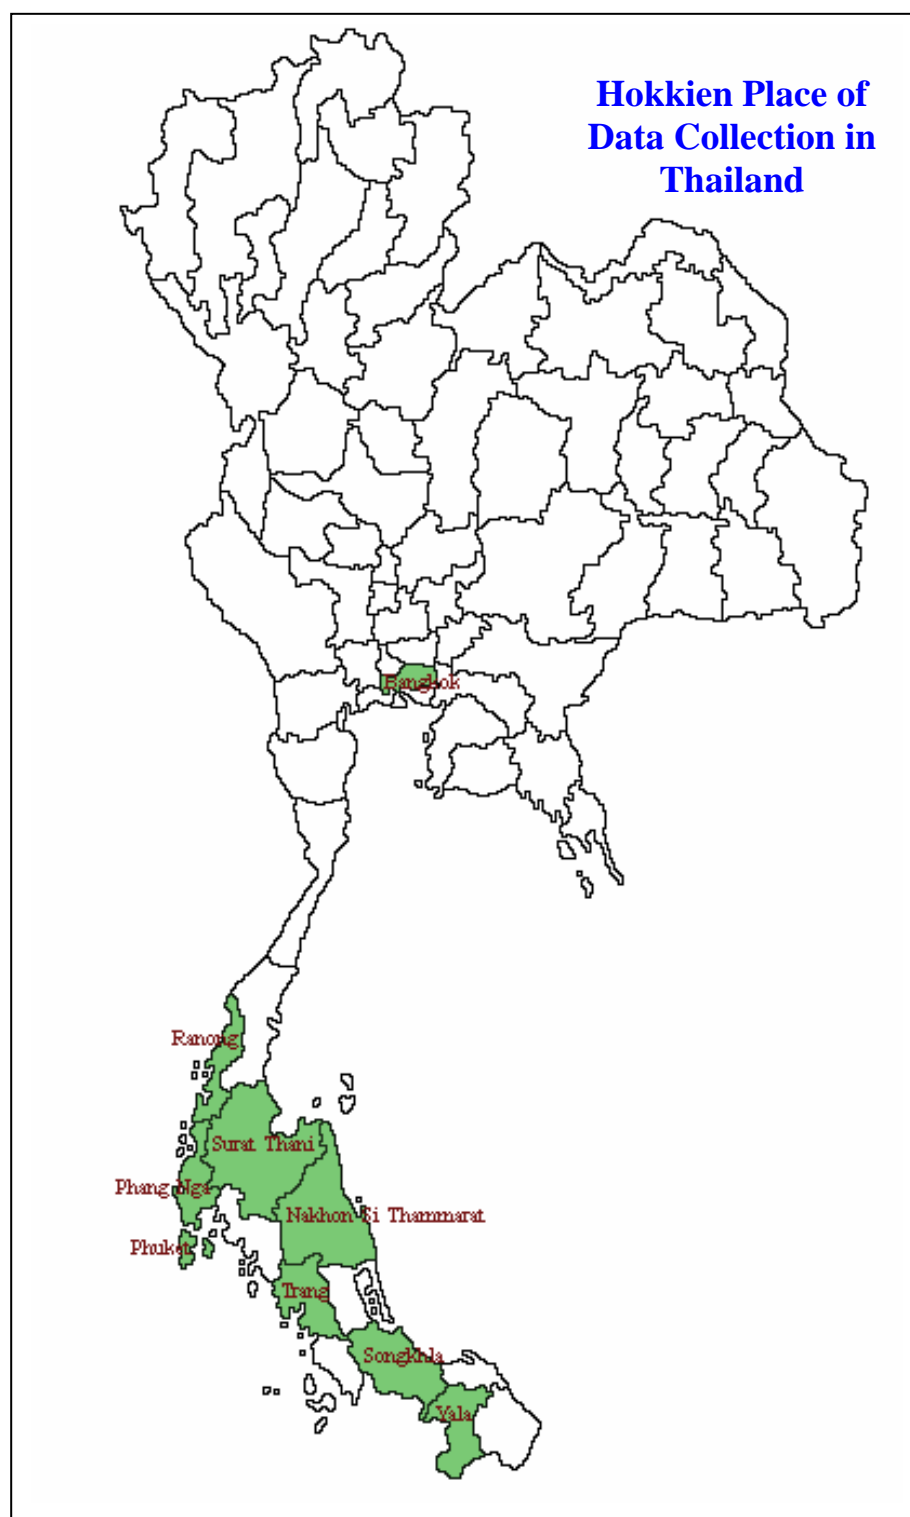 Hokkien Place of
Data Collection in
Thailand
Bangkok
Ranong
Surat Thani
Phang Nga
Nakhon Si Thammarat
Phuket
Trang
Songkhla
Yala